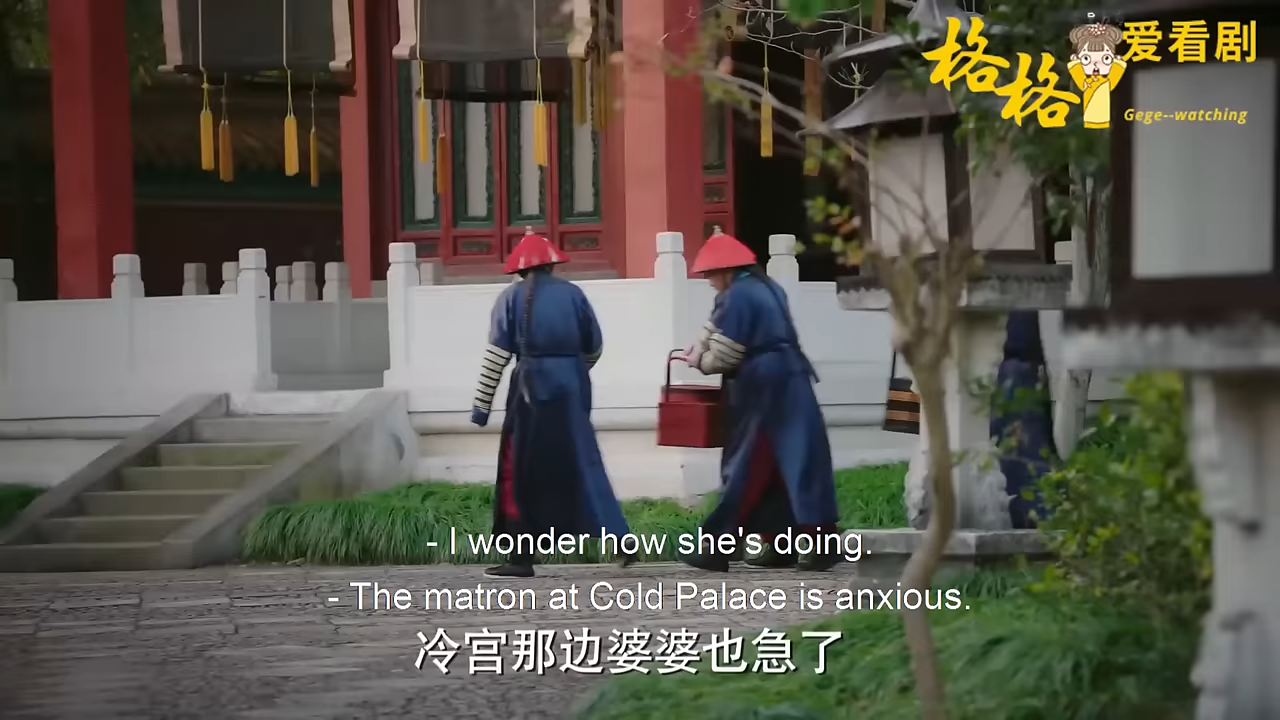 格格爱看剧
Gege--watching
- I wonder how she's doing.
- The matron at Cold Palace is anxious.
冷宫那边婆婆也急了